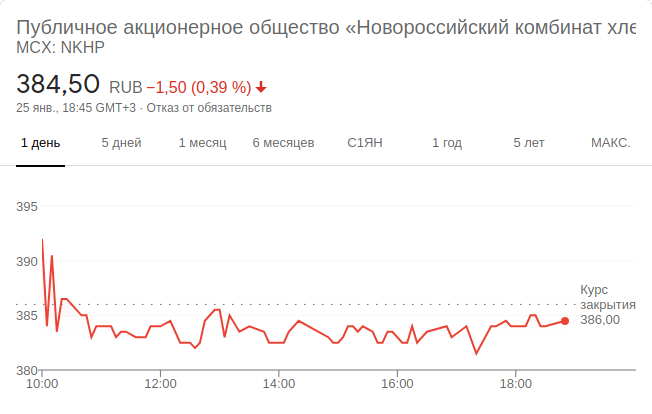 Публичное акционерное общество «Новороссийский комбинат хле
MCX: NKHP
384,50 RUB −1,50 (0,39 %)
25 янв., 18:45 GMT+3 · Отказ от обязательств
1 день 5 дней 1 месяц 6 месяцев С1ЯН 1 год 5 лет МАКС.
395
390
Курс
закрытия
385
386,00
380
10:00 12:00 14:00 16:00 18:00